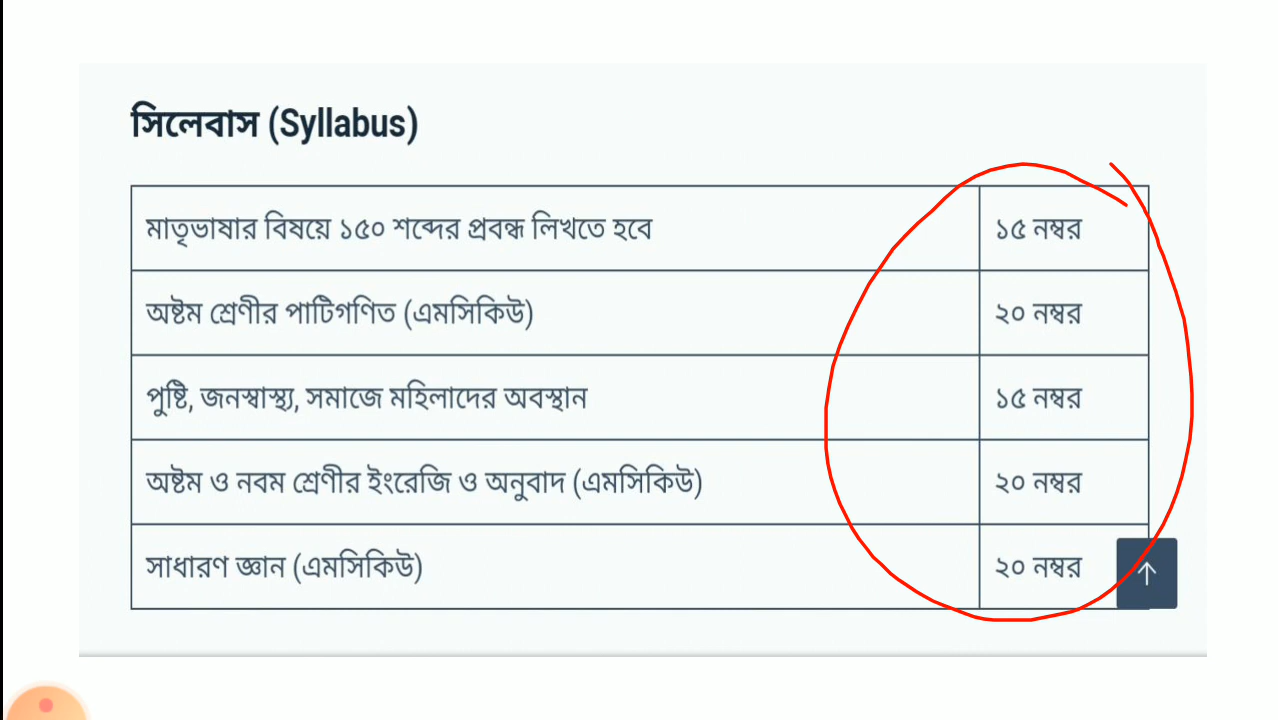 সিলেবাস (Syllabus)
মাতৃভাষার বিষয়ে ১৫০ শব্দের প্রবন্ধ লিখতে হবে ১৫ নম্বর
অষ্টম শ্রেণীর পাটিগণিত (এমসিকিউ) ২০ নম্বর
পুষ্টি, জনস্বাস্থ্য, সমাজে মহিলাদের অবস্থান ১৫ নম্বর
অষ্টম ও নবম শ্রেণীর ইংরেজি ও অনুবাদ (এমসিকিউ) ২০ নম্বর
সাধারণ জ্ঞান (এমসিকিউ) ২০ নম্বর